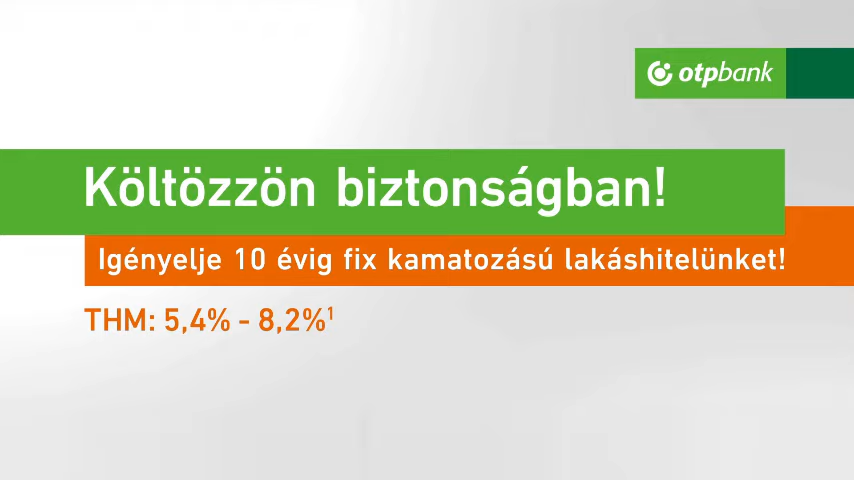 otpbank
Költözzön biztonságban!
Igényelje 10 évig fix kamatozású lakáshitelünket!
THM: 5,4% - 8,2%¹